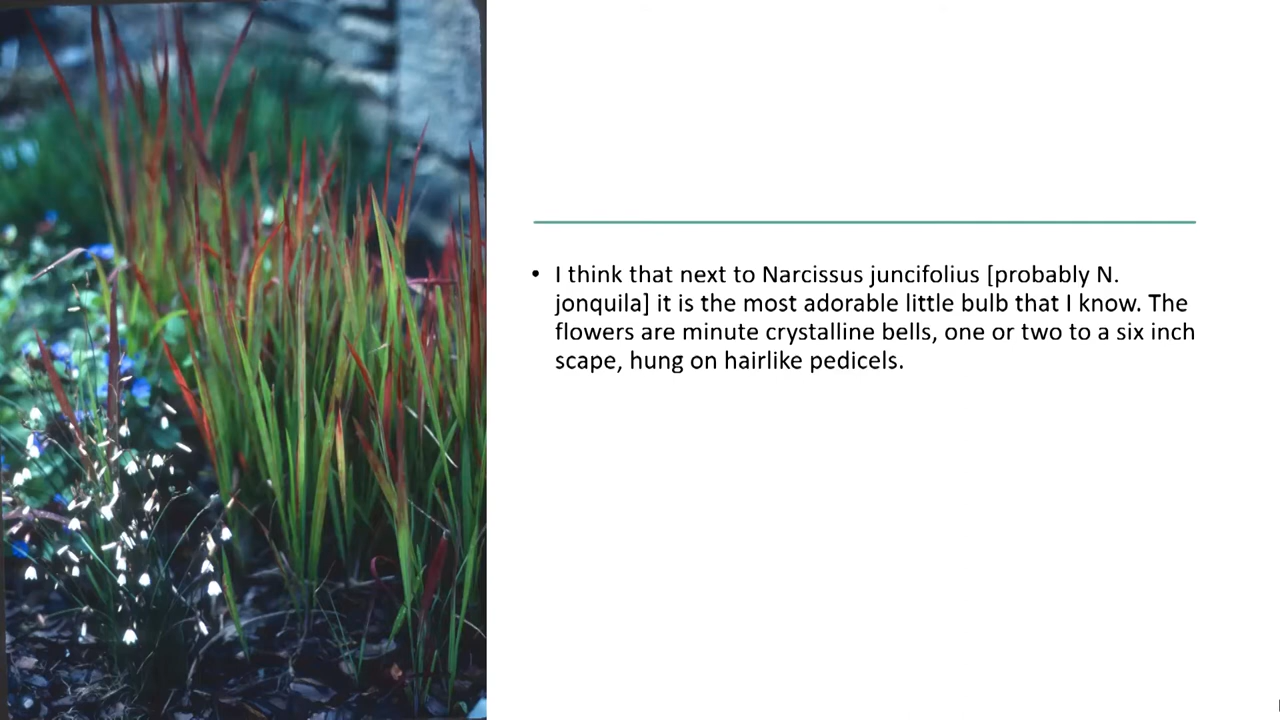 • I think that next to Narcissus juncifolius [probably N.
jonquila] it is the most adorable little bulb that I know. The
flowers are minute crystalline bells, one or two to a six inch
scape, hung on hairlike pedicels.